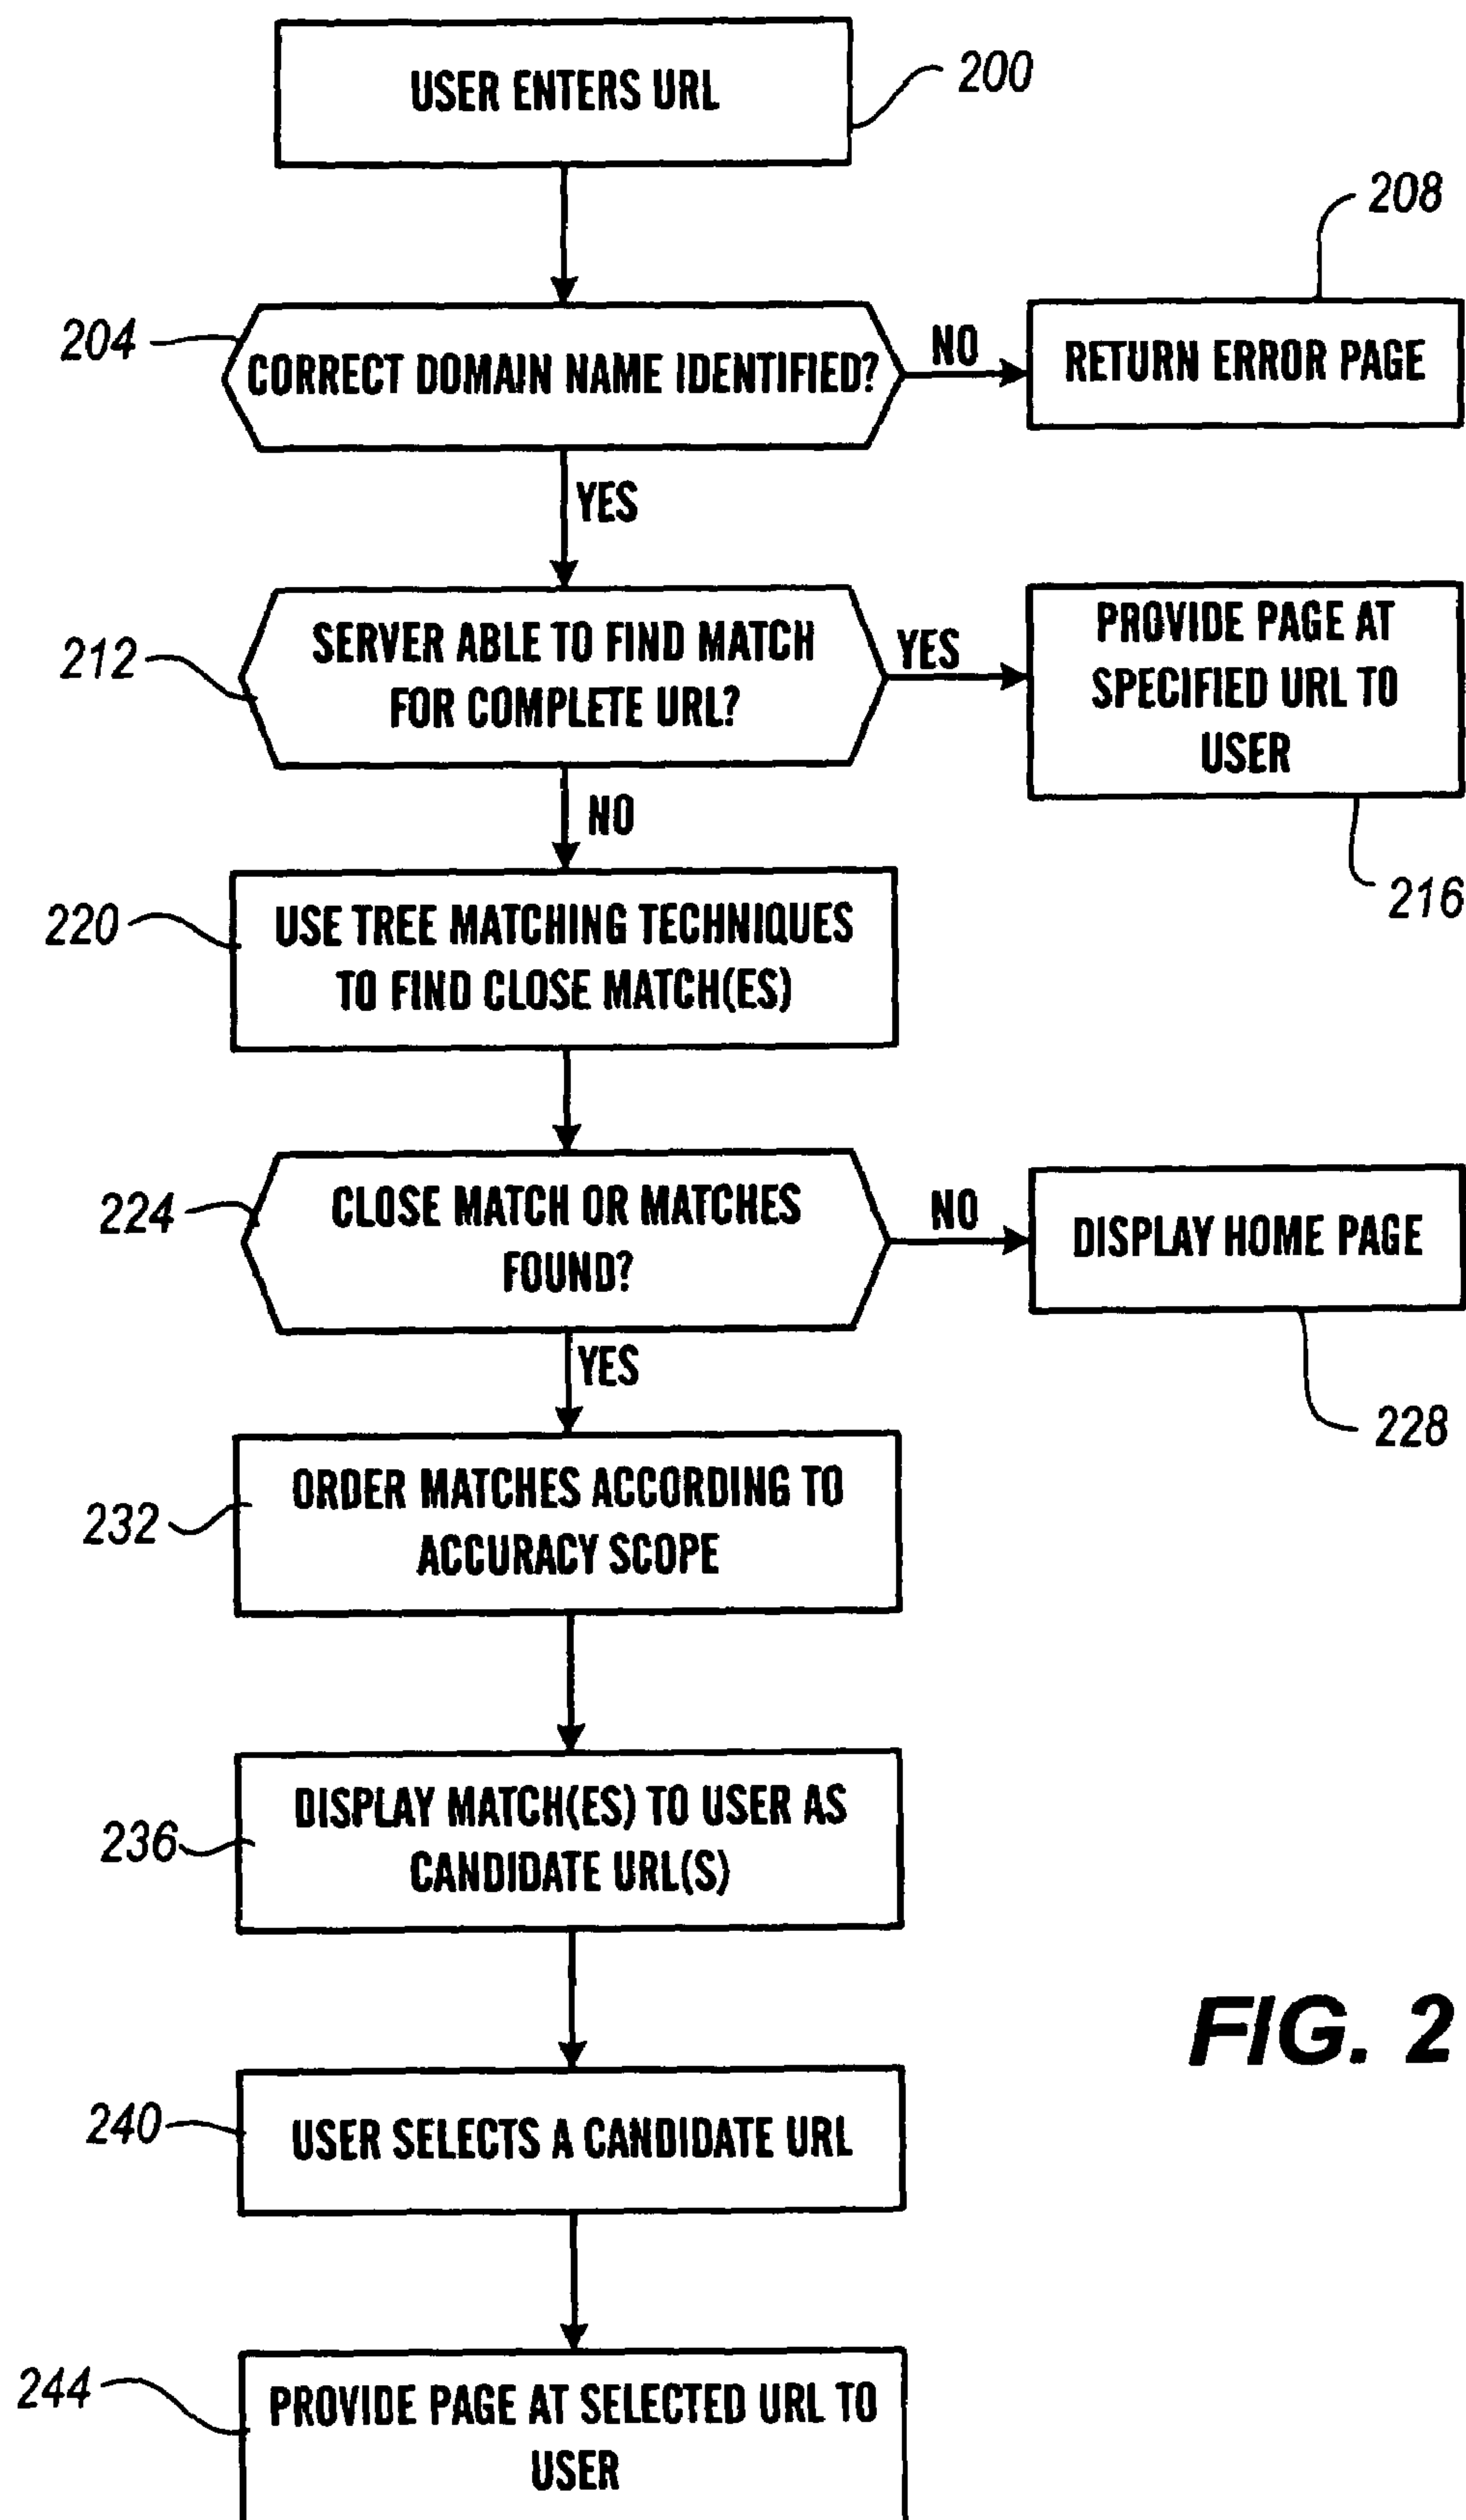 USER ENTERS URL
200
208
204
CORRECT DOMAIN NAME IDENTIFIED?
NO
RETURN ERROR PAGE
YES
212
SERVER ABLE TO FIND MATCH
FOR COMPLETE URL?
YES
PROVIDE PAGE AT
SPECIFIED URL TO
USER
216
NO
220
USE TREE MATCHING TECHNIQUES
TO FIND CLOSE MATCH(ES)
224
CLOSE MATCH OR MATCHES
FOUND?
NO
DISPLAY HOME PAGE
228
YES
232
ORDER MATCHES ACCORDING TO
ACCURACY SCOPE
236
DISPLAY MATCH(ES) TO USER AS
CANDIDATE URL(S)
FIG. 2
240
USER SELECTS A CANDIDATE URL
244
PROVIDE PAGE AT SELECTED URL TO
USER